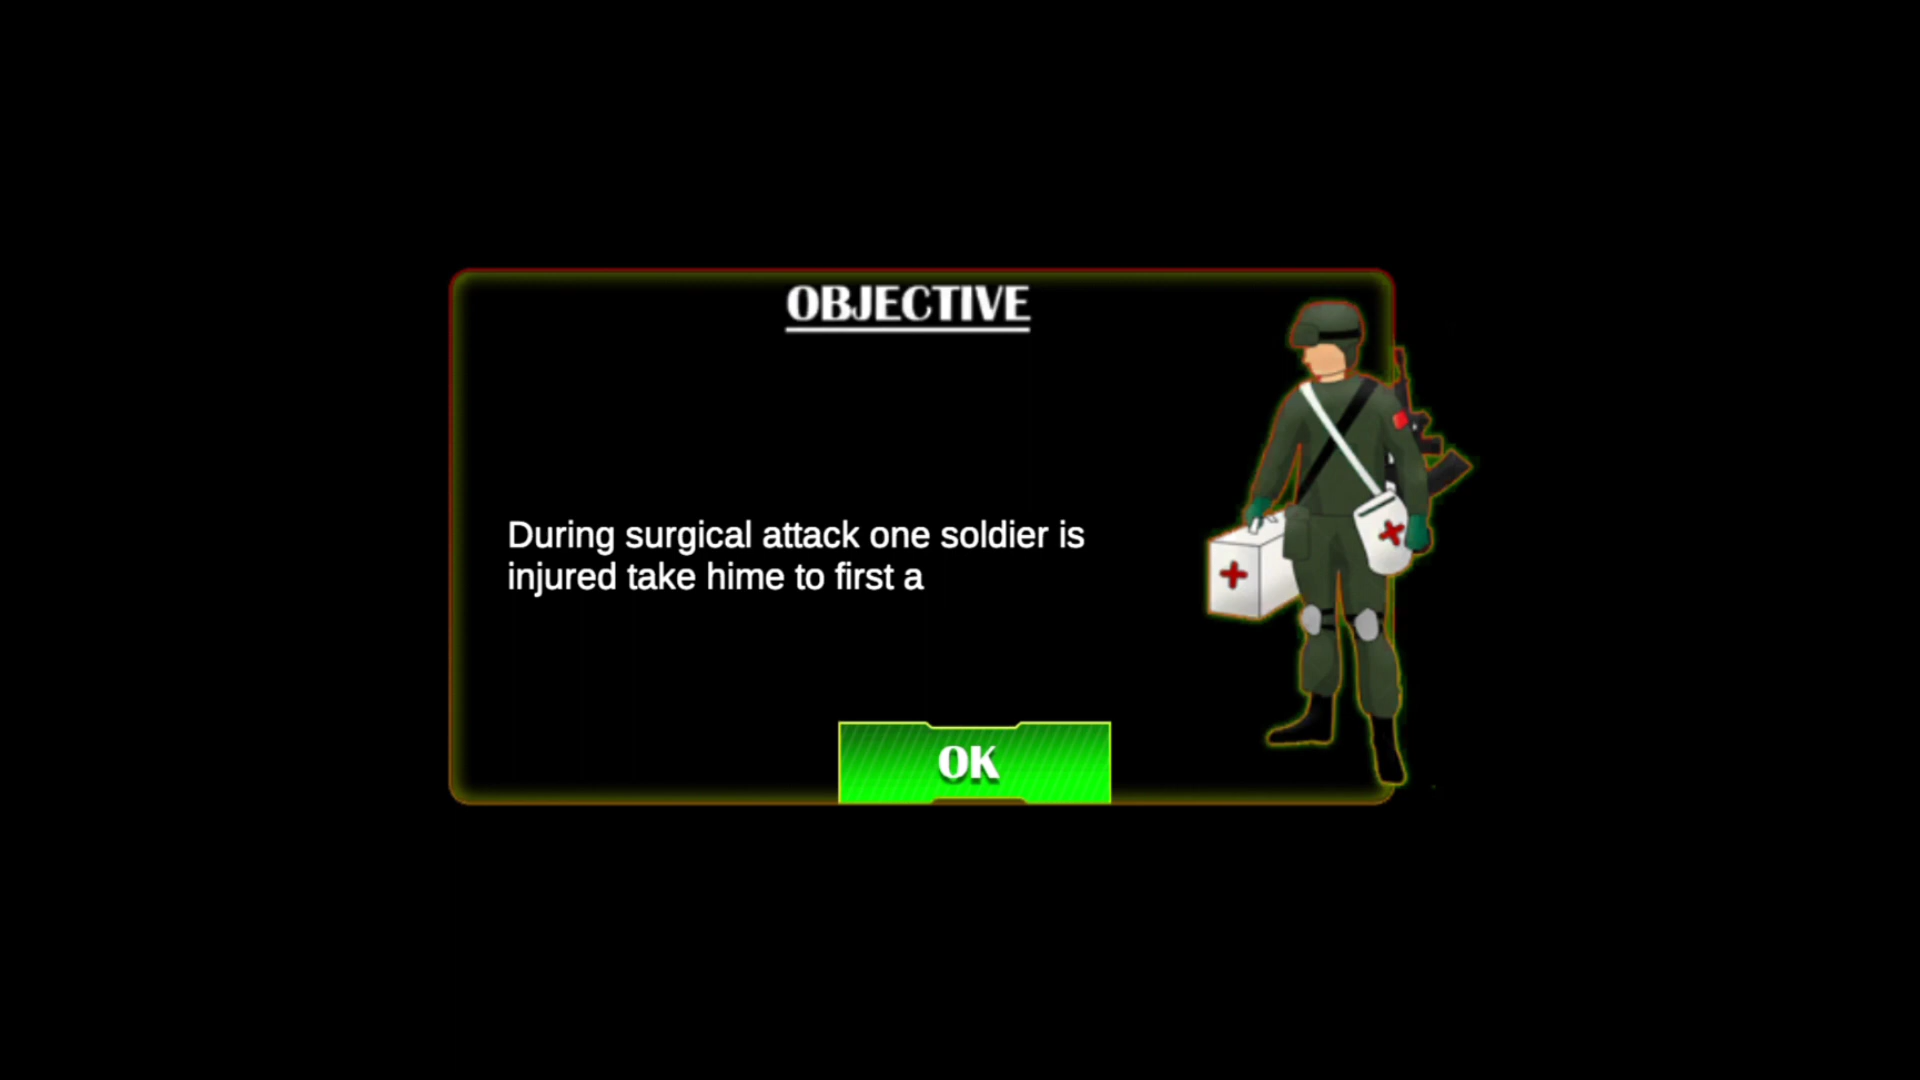 OBJECTIVE
During surgical attack one soldier is
injured take hime to first a
OK